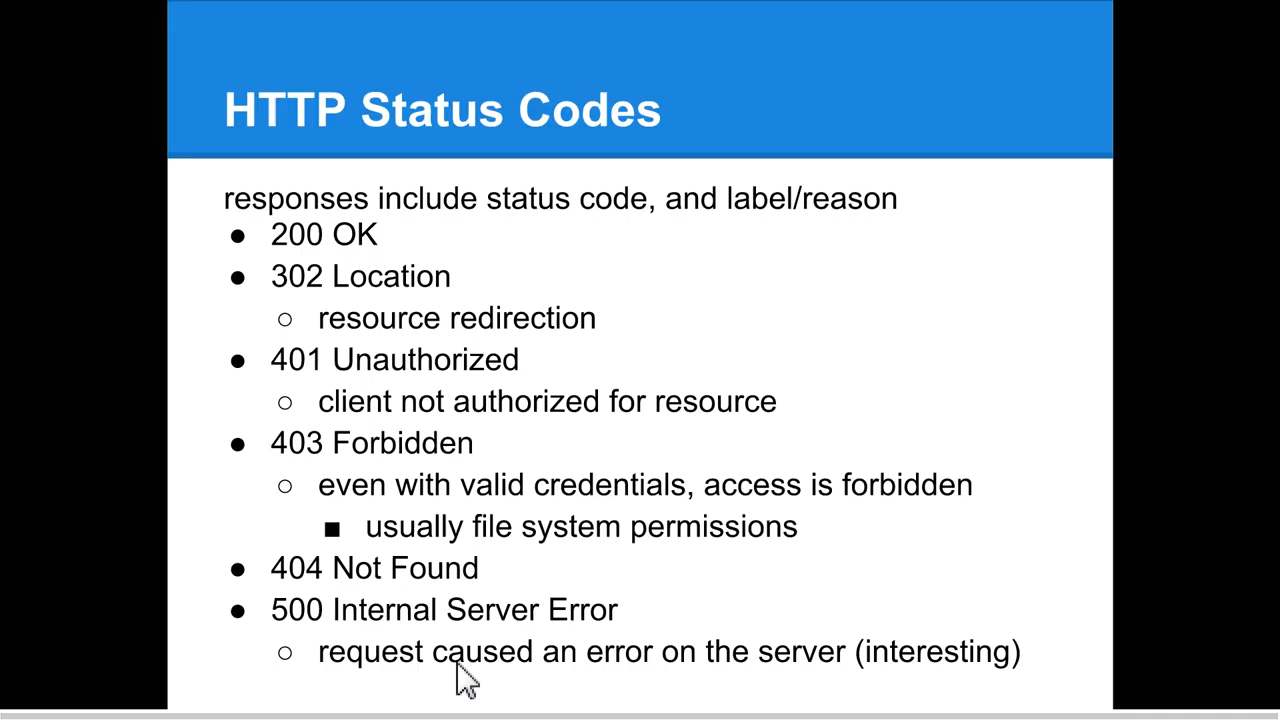 HTTP Status Codes
responses include status code, and label/reason
● 200 OK
● 302 Location
○ resource redirection
● 401 Unauthorized
○ client not authorized for resource
● 403 Forbidden
○ even with valid credentials, access is forbidden
■ usually file system permissions
● 404 Not Found
● 500 Internal Server Error
○ request caused an error on the server (interesting)